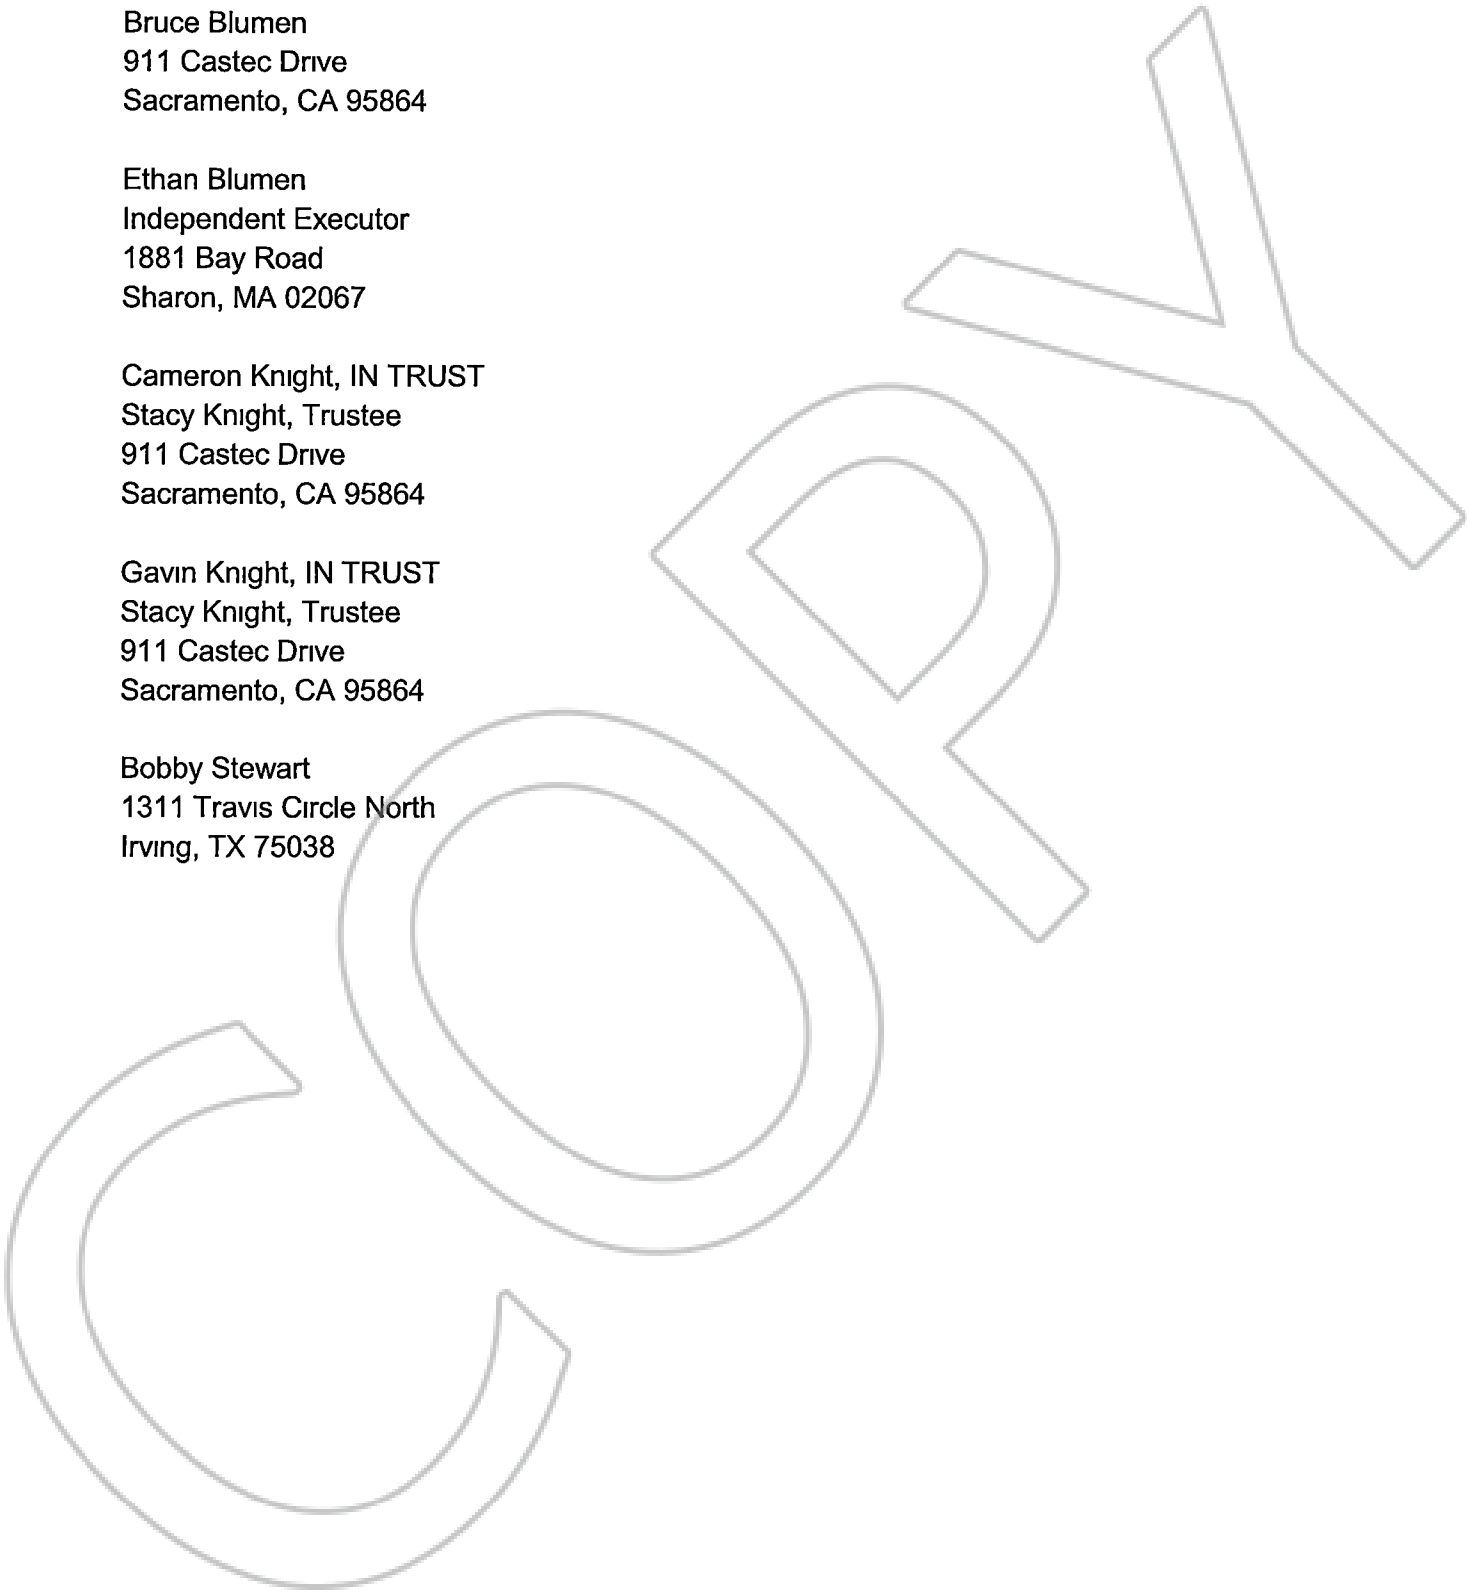 Bruce Blumen
911 Castec Drive
Sacramento, CA 95864
Ethan Blumen
Independent Executor
1881 Bay Road
Sharon, MA 02067
Cameron Knight, IN TRUST
Stacy Knight, Trustee
911 Castec Drive
Sacramento, CA 95864
Gavin Knight, IN TRUST
Stacy Knight, Trustee
911 Castec Drive
Sacramento, CA 95864
Bobby Stewart
1311 Travis Circle North
Irving, TX 75038
COPY